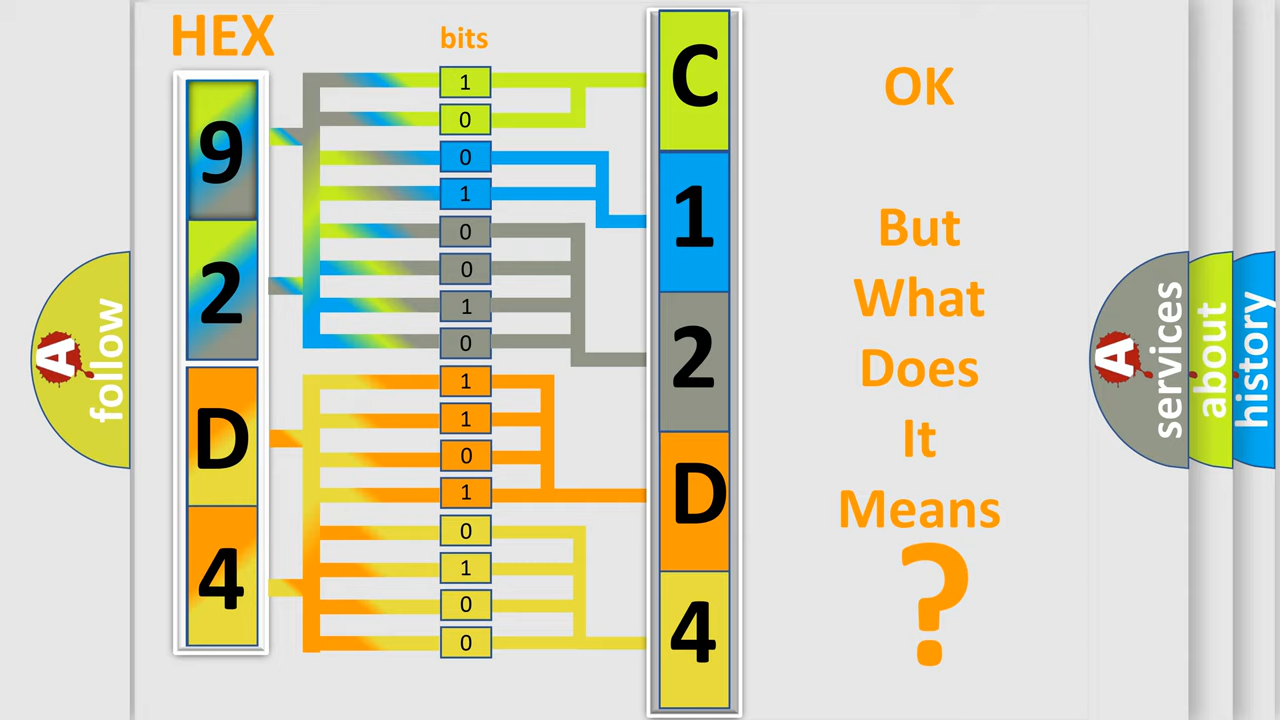 HEX
bits
9
2
D
4
1
0
0
1
0
0
1
0
1
1
0
1
0
1
0
0
C
1
2
D
4
OK
But
What
Does
It
Means
?
A
follow
A
services
about
history